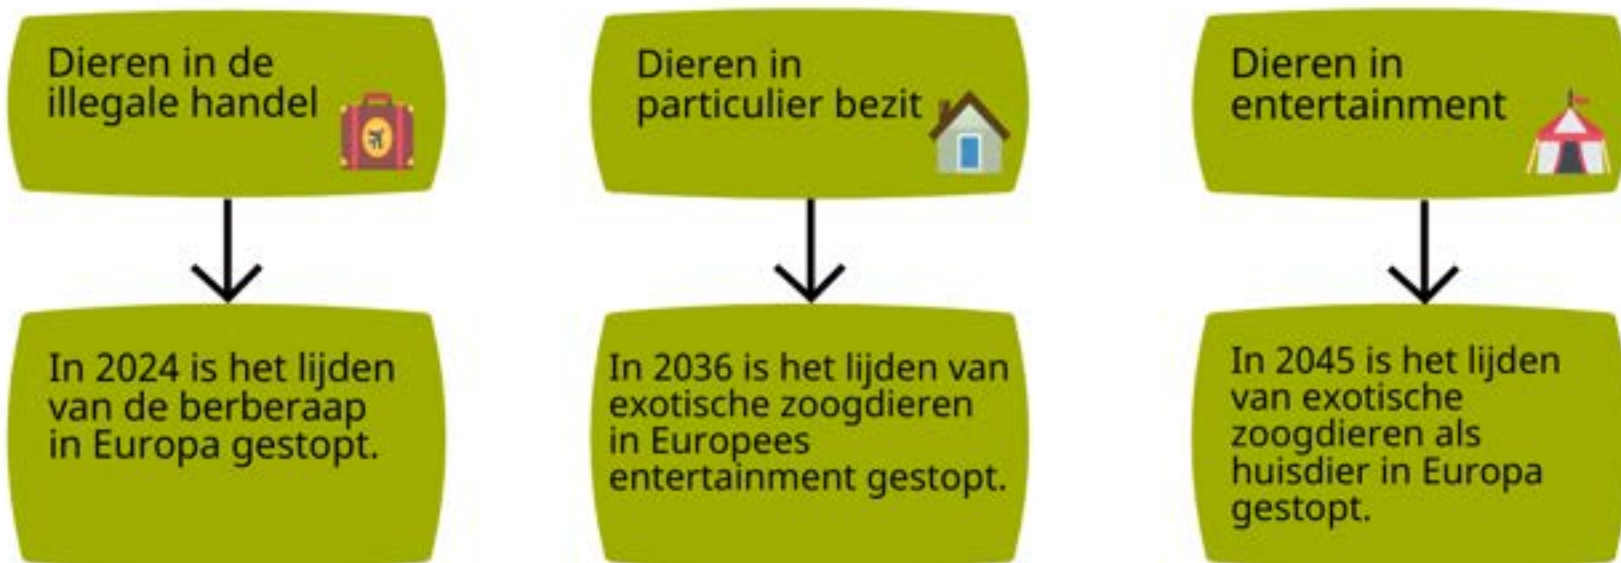 Dieren in de
illegale handel
Dieren in
particulier bezit
Dieren in
entertainment
In 2024 is het lijden
van de berberaap
in Europa gestopt.
In 2036 is het lijden van
exotische zoogdieren
in Europees
entertainment gestopt.
In 2045 is het lijden
van exotische
zoogdieren als
huisdier in Europa
gestopt.